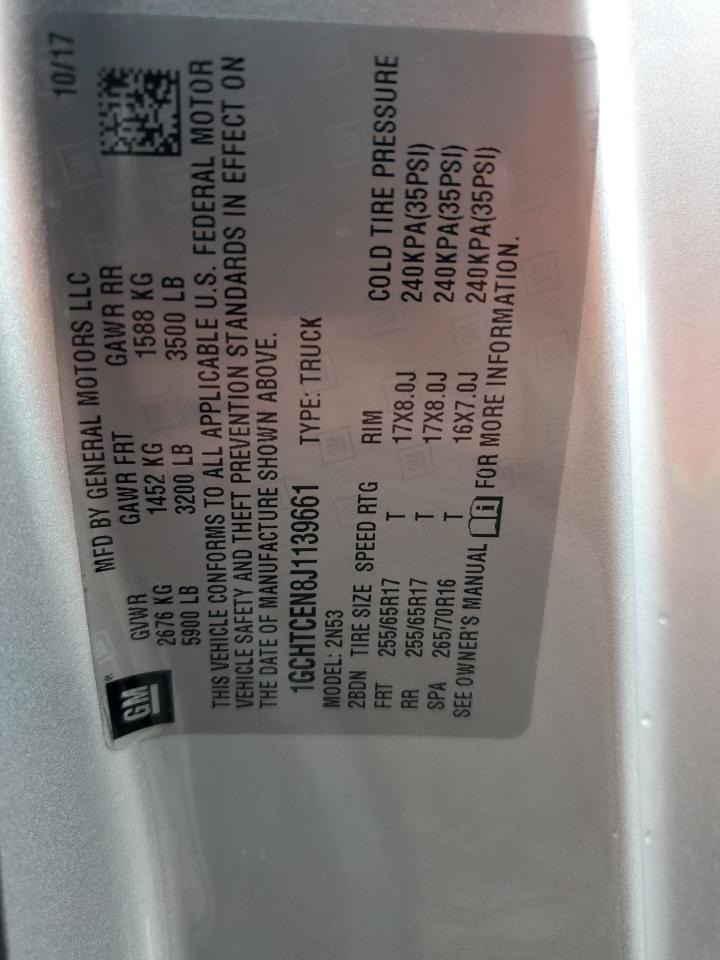 GM®
MFD BY GENERAL MOTORS LLC 10/17
GVWR GAWR FRT GAWR RR
2676 KG 1452 KG 1588 KG
5900 LB 3200 LB 3500 LB
THIS VEHICLE CONFORMS TO ALL APPLICABLE U.S. FEDERAL MOTOR
VEHICLE SAFETY AND THEFT PREVENTION STANDARDS IN EFFECT ON
THE DATE OF MANUFACTURE SHOWN ABOVE.
1GCHTCEN8J1139661 TYPE: TRUCK
MODEL: 2N53
2BDN TIRE SIZE SPEED RTG RIM COLD TIRE PRESSURE
FRT 255/65R17 T 17X8.0J 240KPA(35PSI)
RR 255/65R17 T 17X8.0J 240KPA(35PSI)
SPA 265/70R16 T 16X7.0J 240KPA(35PSI)
SEE OWNER'S MANUAL i FOR MORE INFORMATION.